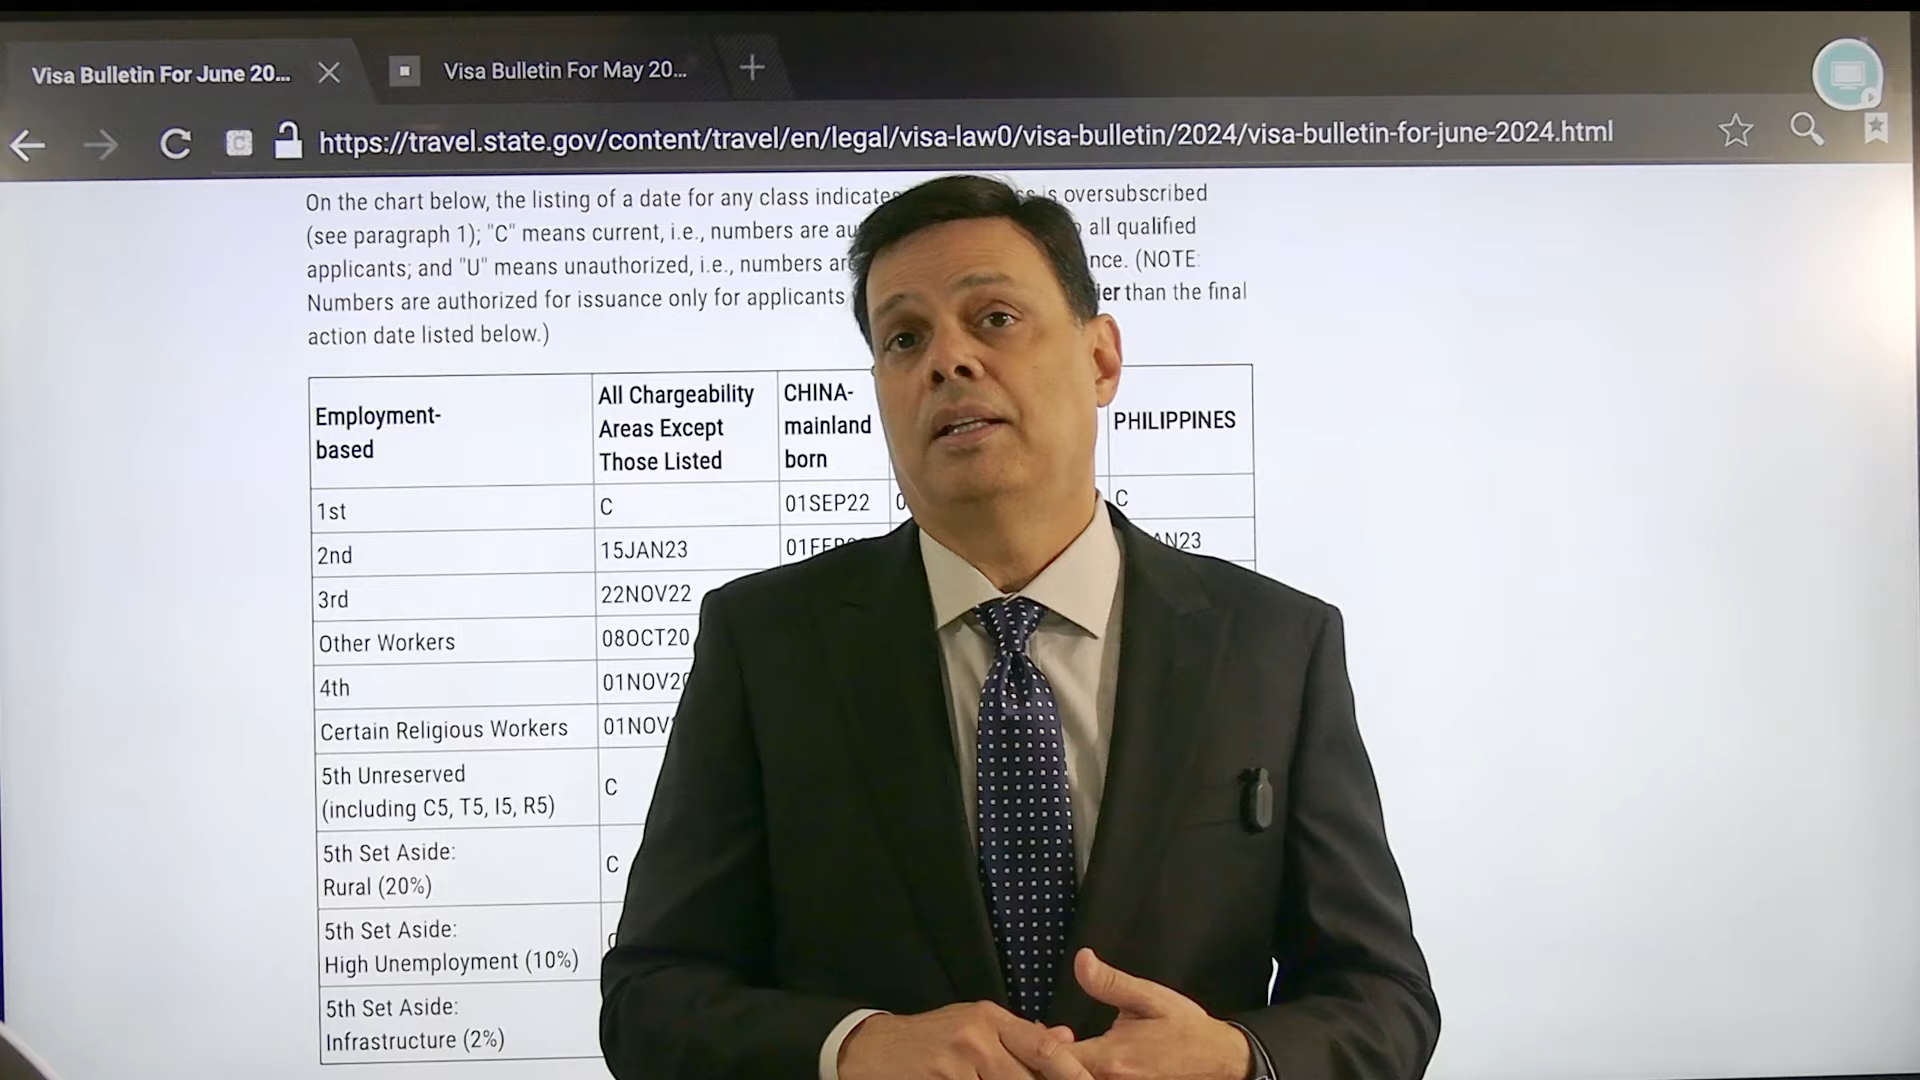 Visa Bulletin For June 20...
Visa Bulletin For May 20...
https://travel.state.gov/content/travel/en/legal/visa-law0/visa-bulletin/2024/visa-bulletin-for-june-2024.html
On the chart below, the listing of a date for any class is oversubscribed
(see paragraph 1); "C" means current, i.e., numbers are all qualified
applicants; and "U" means unauthorized, i.e., numbers (NOTE:
Numbers are authorized for issuance only for applicants than the final
action date listed below.)
Employment-
based
All Chargeability
Areas Except
Those Listed
CHINA-
mainland
born
PHILIPPINES
1st C 01SEP22 C
2nd 15JAN23
3rd 22NOV22
Other Workers 08OCT20
4th
Certain Religious Workers
5th Unreserved
(including C5, T5, I5, R5)
C
5th Set Aside:
Rural (20%)
C
5th Set Aside:
High Unemployment (10%)
5th Set Aside:
Infrastructure (2%)